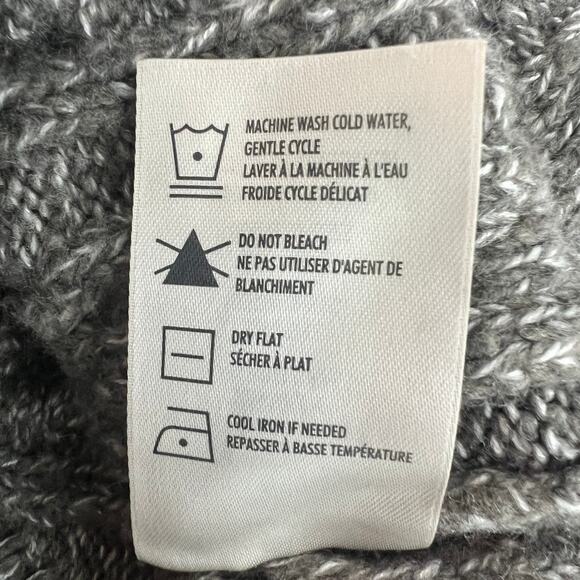 MACHINE WASH COLD WATER,
GENTLE CYCLE
LAVER À LA MACHINE À L'EAU
FROIDE CYCLE DÉLICAT
DO NOT BLEACH
NE PAS UTILISER D'AGENT DE
BLANCHIMENT
DRY FLAT
SÉCHER À PLAT
COOL IRON IF NEEDED
REPASSER À BASSE TEMPÉRATURE